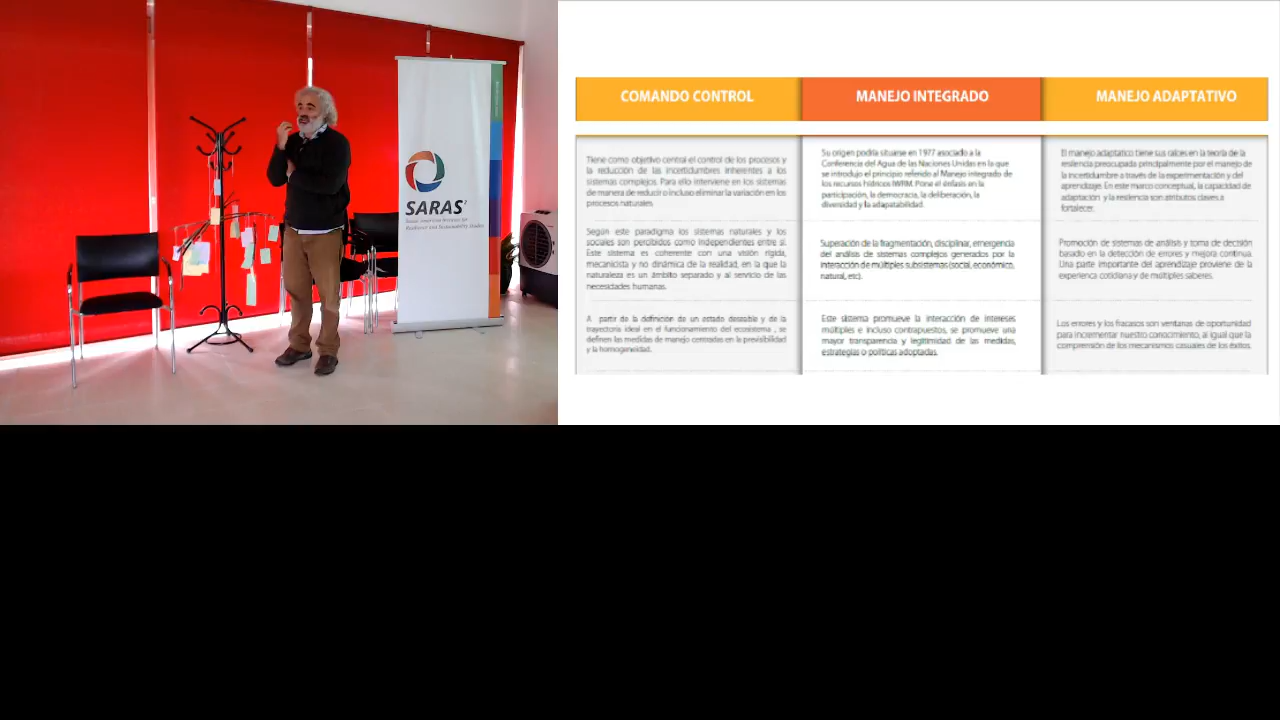 SARAS²
South American Institute for
Resilience and Sustainability Studies
COMANDO CONTROL
Tiene como objetivo central el control de los procesos y
la reducción de las incertidumbres inherentes a los
sistemas complejos. Para ello interviene en los sistemas
de manera de reducir o incluso eliminar la variación en los
procesos naturales.
Según este paradigma los sistemas naturales y los
sociales son percibidos como independientes entre sí.
Este sistema es coherente con una visión rígida,
mecanicista y no dinámica de la realidad, en la que la
naturaleza es un ámbito separado y al servicio de las
necesidades humanas.
A partir de la definición de un estado deseable y de la
trayectoria ideal en el funcionamiento del ecosistema , se
definen las medidas de manejo centradas en la previsibilidad
y la homogeneidad.
MANEJO INTEGRADO
Su origen podría situarse en 1977 asociado a la
Conferencia del Agua de las Naciones Unidas en la que
se introdujo el principio referido al Manejo integrado de
los recursos hídricos IWRM. Pone el énfasis en la
participación, la democracia, la deliberación, la
diversidad y la adapatabilidad.
Superación de la fragmentación, disciplinar, emergencia
del análisis de sistemas complejos generados por la
interacción de múltiples subsistemas (social, económico,
natural, etc).
Este sistema promueve la interacción de intereses
múltiples e incluso contrapuestos, se promueve una
mayor transparencia y legitimidad de las medidas,
estrategias o políticas adoptadas.
MANEJO ADAPTATIVO
El manejo adaptatico tiene sus raíces en la teoría de la
resiliencia preocupada principalmente por el manejo de
la incertidumbre a través de la experimentación y del
aprendizaje. En este marco conceptual, la capacidad de
adaptación y la resiliencia son atributos claves a
fortalecer.
Promoción de sistemas de análisis y toma de decisión
basado en la detección de errores y mejora continua.
Una parte importante del aprendizaje proviene de la
experiencia cotidiana y de múltiples saberes.
Los errores y los fracasos son ventanas de oportunidad
para incrementar nuestro conocimiento, al igual que la
comprensión de los mecanismos casuales de los éxitos.